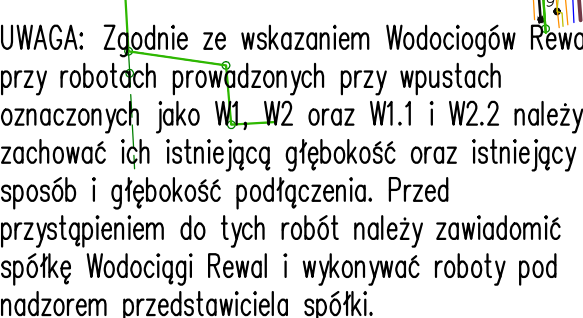 UWAGA: Zgodnie ze wskazaniem Wodociogów Rewa
przy robotach prowadzonych przy wpustach
oznaczonych jako W1, W2 oraz W1.1 i W2.2 należy
zachować ich istniejącą głębokość oraz istniejący
sposób i głębokość podłączenia. Przed
przystąpieniem do tych robót należy zawiadomić
spółkę Wodociągi Rewal i wykonywać roboty pod
nadzorem przedstawiciela spółki.